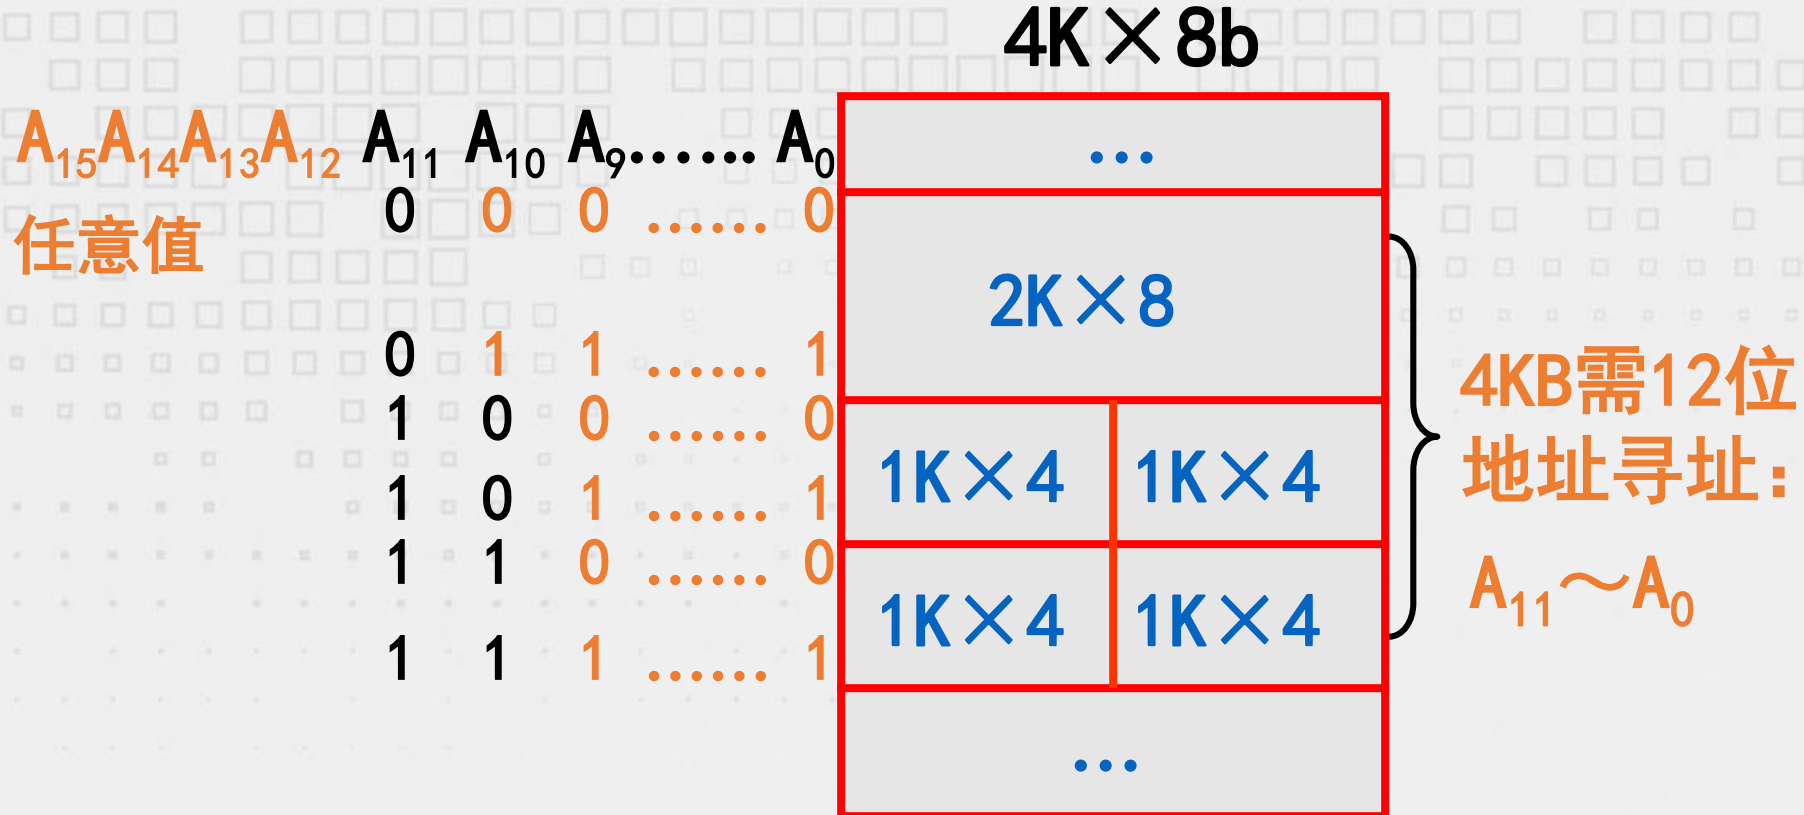 4K×8b
A15A14A13A12 A11 A10 A9...... A0
...
任意值
0 0 0 ...... 0
2K×8
0 1 1 ...... 1
1 0 0 ...... 0
1K×4 1K×4
1 0 1 ...... 1
1 1 0 ...... 0
1K×4 1K×4
1 1 1 ...... 1
...
4KB需12位
地址寻址:
A11～A0